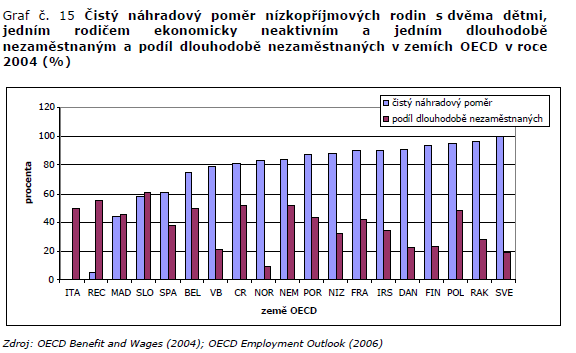 Graf č. 15 Čistý náhradový poměr nízkopříjmových rodin s dvěma dětmi,
jedním rodičem ekonomicky neaktivním a jedním dlouhodobě
nezaměstnaným a podíl dlouhodobě nezaměstnaných v zemích OECD v roce
2004 (%)
čistý náhradový poměr
podíl dlouhodobě nezaměstnaných
120
100
80
60
40
20
0
procenta
ITA REC MAD SLO SPA BEL VB CR NOR NEM POR NIZ FRA IRS DAN FIN POL RAK SVE
země OECD
Zdroj: OECD Benefit and Wages (2004); OECD Employment Outlook (2006)